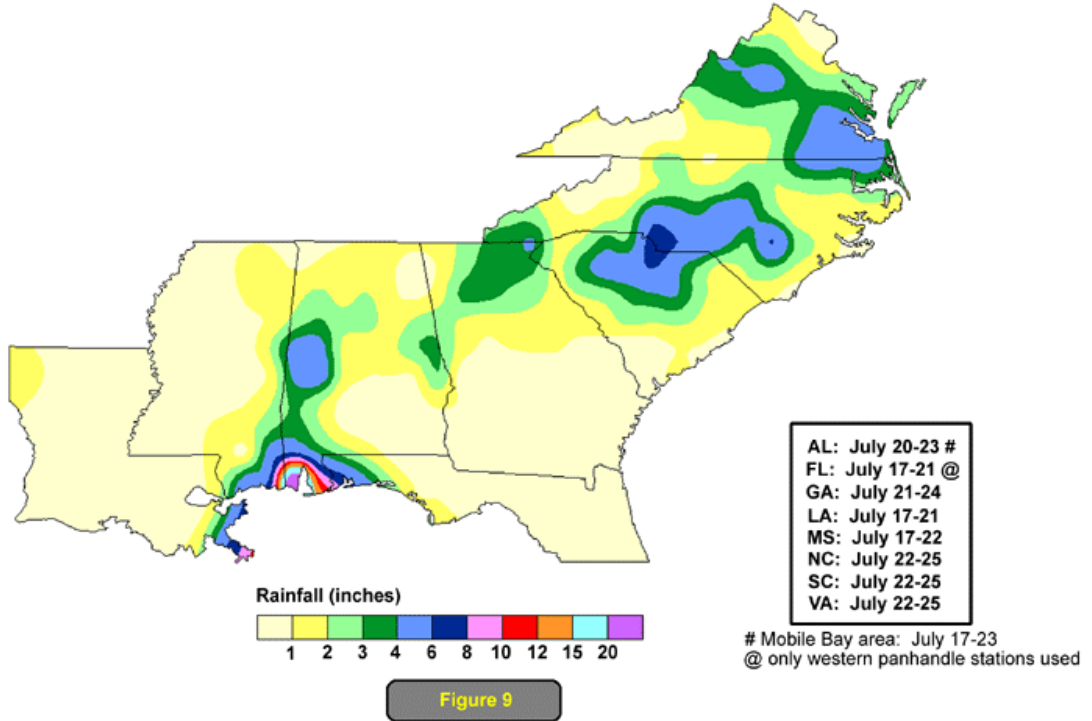 AL: July 20-23 #
FL: July 17-21 @
GA: July 21-24
LA: July 17-21
MS: July 17-22
NC: July 22-25
SC: July 22-25
VA: July 22-25
# Mobile Bay area: July 17-23
@ only western panhandle stations used
Rainfall (inches)
1 2 3 4 6 8 10 12 15 20
Figure 9